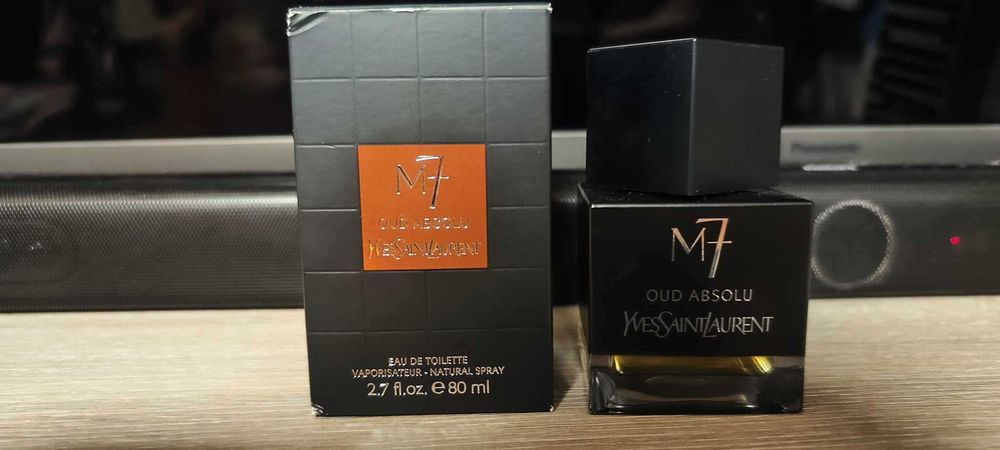 M7
OUD ABSOLU
YVESSAINTLAURENT
EAU DE TOILETTE
VAPORISATEUR - NATURAL SPRAY
2.7 fl.oz. ℮ 80 ml
M7
OUD ABSOLU
YVESSAINTLAURENT
Panasonic